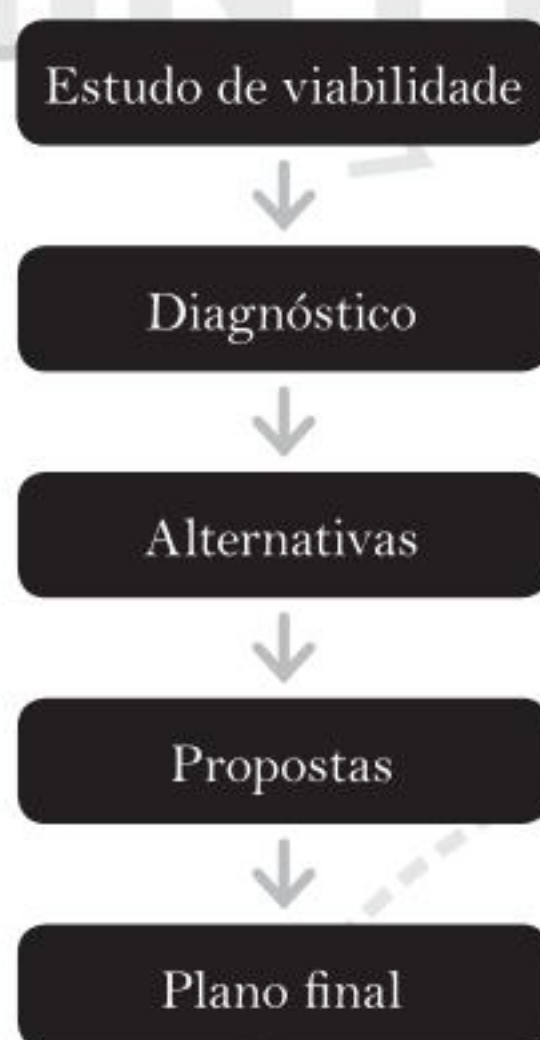 Estudo de viabilidade
Diagnóstico
Alternativas
Propostas
Plano final